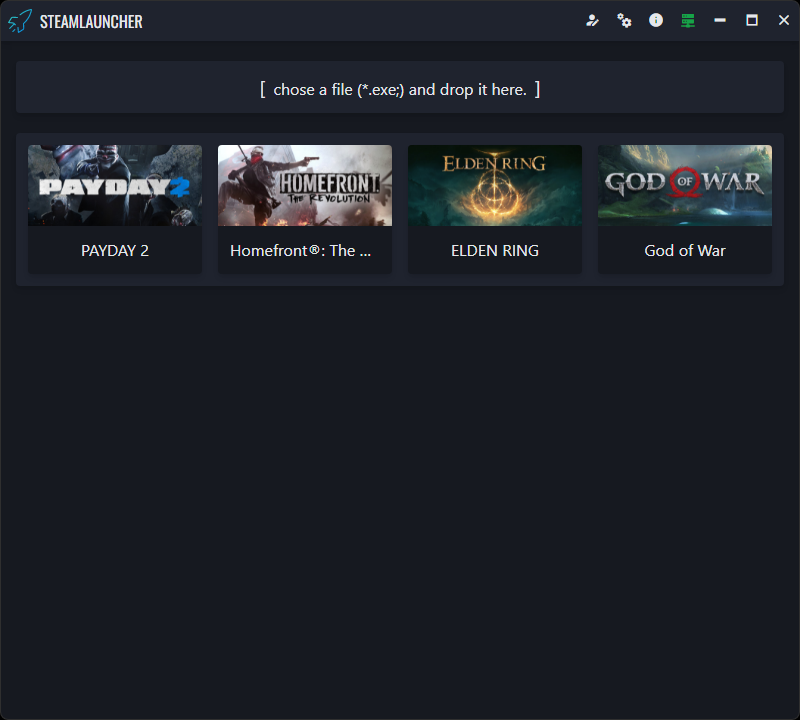 STEAMLAUNCHER
[ chose a file (*.exe;) and drop it here. ]
PAYDAY 2
HOMEFRONT
THE REVOLUTION
ELDEN RING
GOD OF WAR
PAYDAY 2
Homefront®: The ...
ELDEN RING
God of War